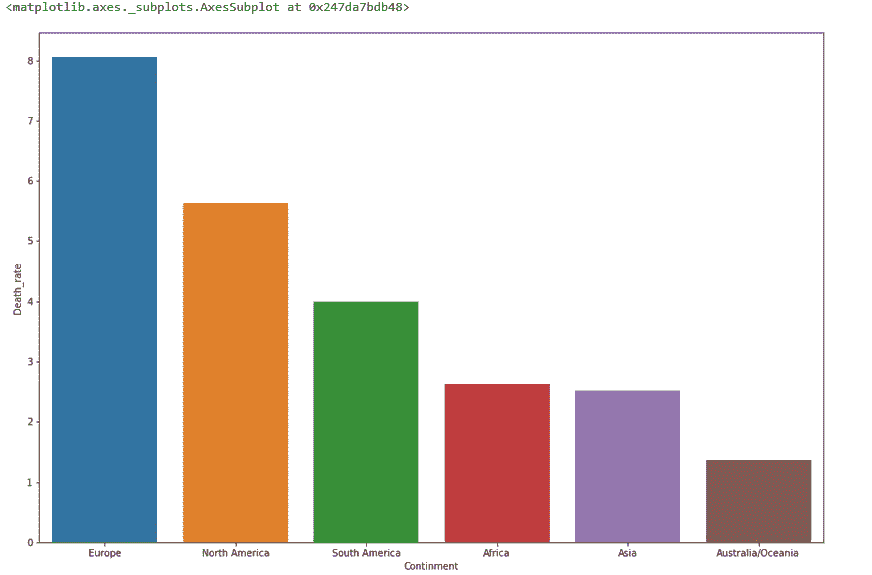 <matplotlib.axes._subplots.AxesSubplot at 0x247da7bdb48>
8
7
6
5
4
3
2
1
0
Death_rate
Europe North America South America Africa Asia Australia/Oceania
Continment